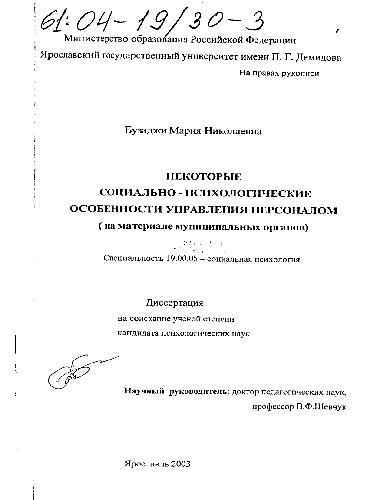 61:04-19/30-3
Министерство образования Российской Федерации
Ярославский государственный университет имени П. Г. Демидова
На правах рукописи
Бузаджи Мария Николаевна
НЕКОТОРЫЕ
СОЦИАЛЬНО - ПСИХОЛОГИЧЕСКИЕ
ОСОБЕННОСТИ УПРАВЛЕНИЯ ПЕРСОНАЛОМ
( на материале муниципальных органов)
Специальность 19.00.05 – социальная психология
Диссертация
на соискание ученой степени
кандидата психологических наук
Научный руководитель: доктор педагогических наук,
профессор В.Ф.Шевчук
Ярославль 2003